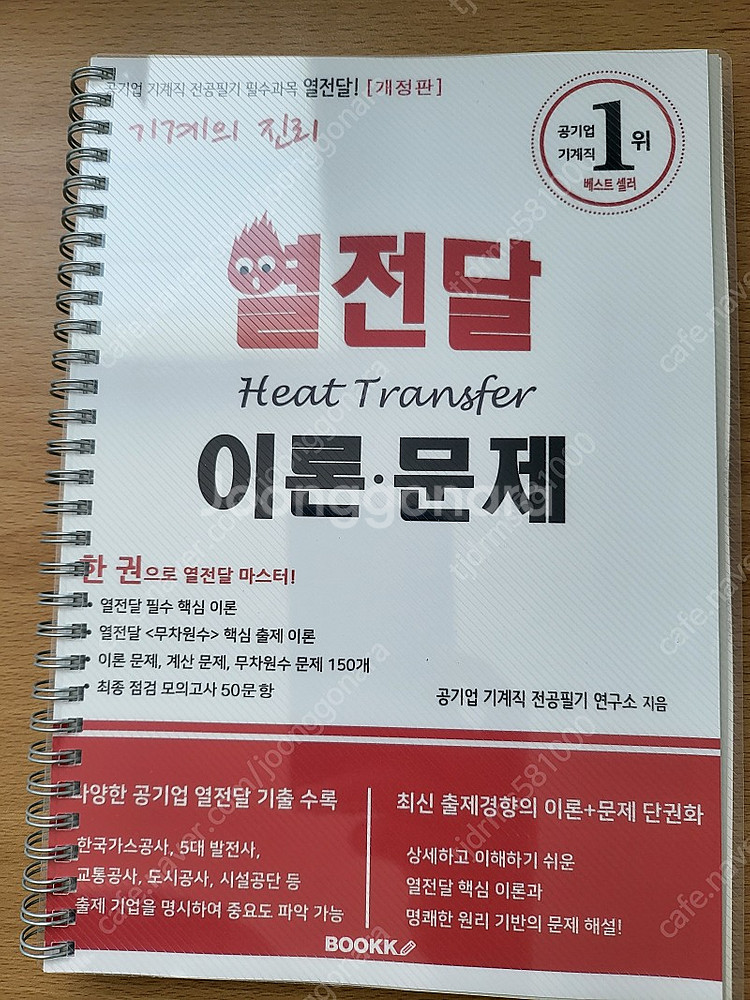 공기업 기계직 전공필기 필수과목 열전달! [개정판]
기계의 진리
공기업
기계직
1위
베스트 셀러
열전달
Heat Transfer
이론·문제
joonggonara
한 권으로 열전달 마스터!
• 열전달 필수 핵심 이론
• 열전달 <무차원수> 핵심 출제 이론
• 이론 문제, 계산 문제, 무차원수 문제 150개
• 최종 점검 모의고사 50문항
공기업 기계직 전공필기 연구소 지음
다양한 공기업 열전달 기출 수록
한국가스공사, 5대 발전사,
교통공사, 도시공사, 시설공단 등
출제 기업을 명시하여 중요도 파악 가능
최신 출제경향의 이론+문제 단권화
상세하고 이해하기 쉬운
열전달 핵심 이론과
명쾌한 원리 기반의 문제 해설!
BOOKK